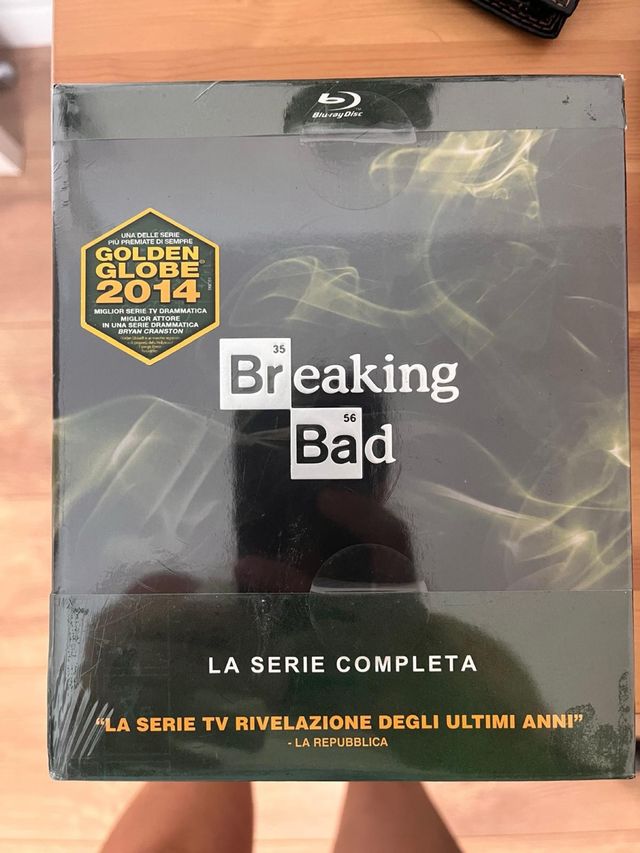 Blu-ray Disc
UNA DELLE SERIE
PIÙ PREMIATE DI SEMPRE
GOLDEN
GLOBE®
2014
MIGLIOR SERIE TV DRAMMATICA
MIGLIOR ATTORE
IN UNA SERIE DRAMMATICA
BRYAN CRANSTON
35
Breaking
56
Bad
LA SERIE COMPLETA
"LA SERIE TV RIVELAZIONE DEGLI ULTIMI ANNI"
- LA REPUBBLICA